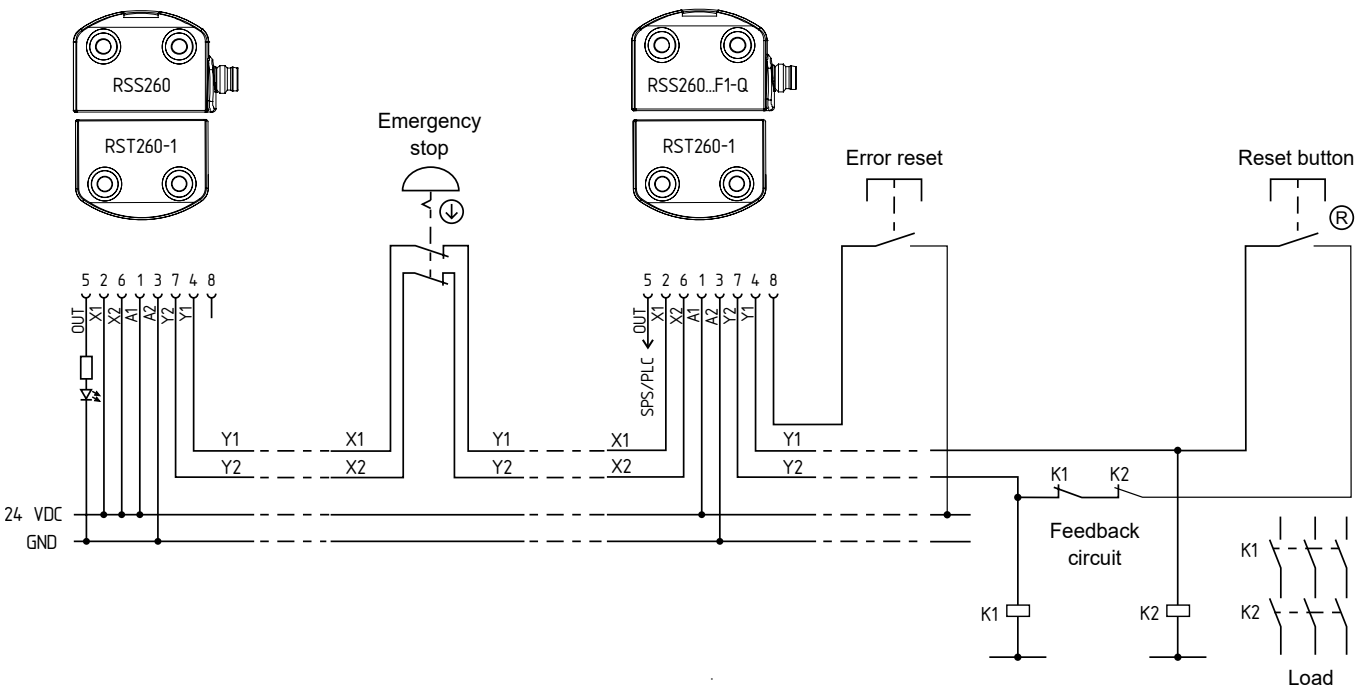 RSS260
RST260-1
Emergency
stop
RSS260...F1-Q
RST260-1
Error reset
Reset button
R
5 2 6 1 3 7 4 8
OUT X1 X2 A1 A2 Y2 Y1
5 2 6 1 3 7 4 8
OUT X1 X2 A1 A2 Y2 Y1
SPS/PLC
Y1 X1 Y1 X1 Y1
Y2 X2 Y2 X2 Y2
K1 K2
Feedback
circuit
24 VDC
GND
K1
K2
K1
K2
Load